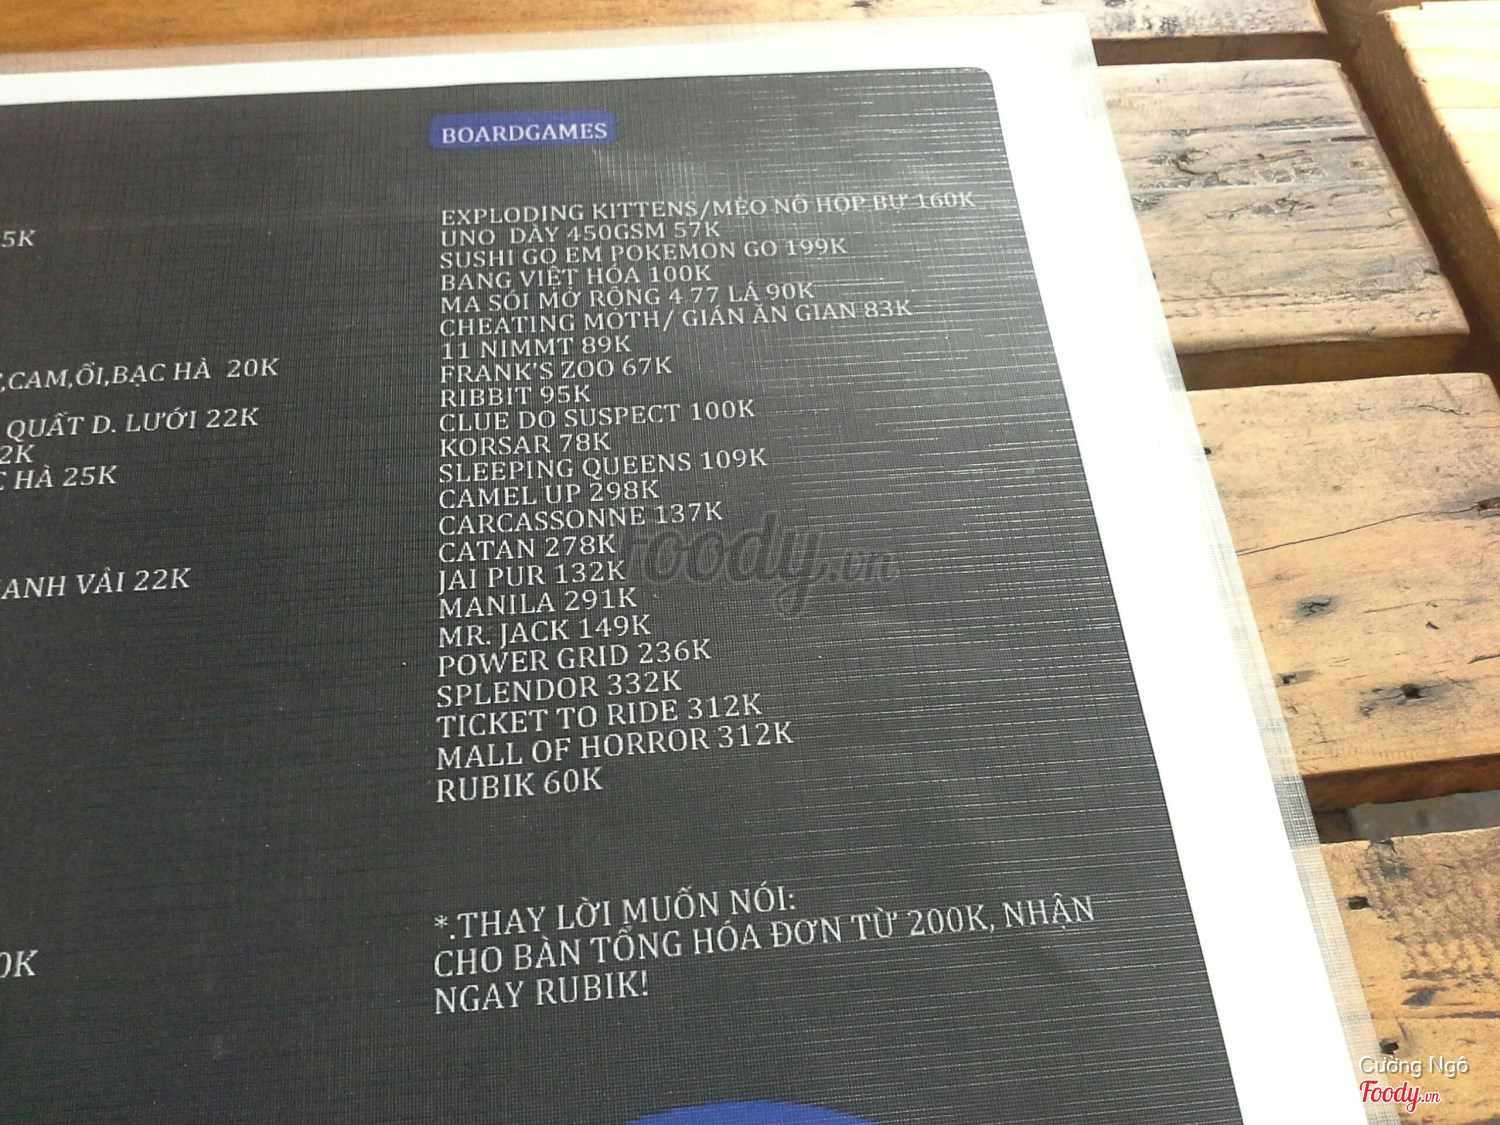 5K
,CAM,ỔI,BẠC HÀ 20K
QUẤT D. LƯỚI 22K
2K
C HÀ 25K
ANH VẢI 22K
0K
BOARDGAMES
EXPLODING KITTENS/MÈO NỔ HỘP BỰ 160K
UNO DÀY 450GSM 57K
SUSHI GO EM POKEMON GO 199K
BANG VIỆT HÓA 100K
MA SÓI MỞ RỘNG 4 77 LÁ 90K
CHEATING MOTH/ GIÁN ĂN GIAN 83K
11 NIMMT 89K
FRANK'S ZOO 67K
RIBBIT 95K
CLUE DO SUSPECT 100K
KORSAR 78K
SLEEPING QUEENS 109K
CAMEL UP 298K
CARCASSONNE 137K
CATAN 278K
JAI PUR 132K
MANILA 291K
MR. JACK 149K
POWER GRID 236K
SPLENDOR 332K
TICKET TO RIDE 312K
MALL OF HORROR 312K
RUBIK 60K
*.THAY LỜI MUỐN NÓI:
CHO BÀN TỔNG HÓA ĐƠN TỪ 200K, NHẬN
NGAY RUBIK!
foody.vn
Cường Ngô
Foody.vn